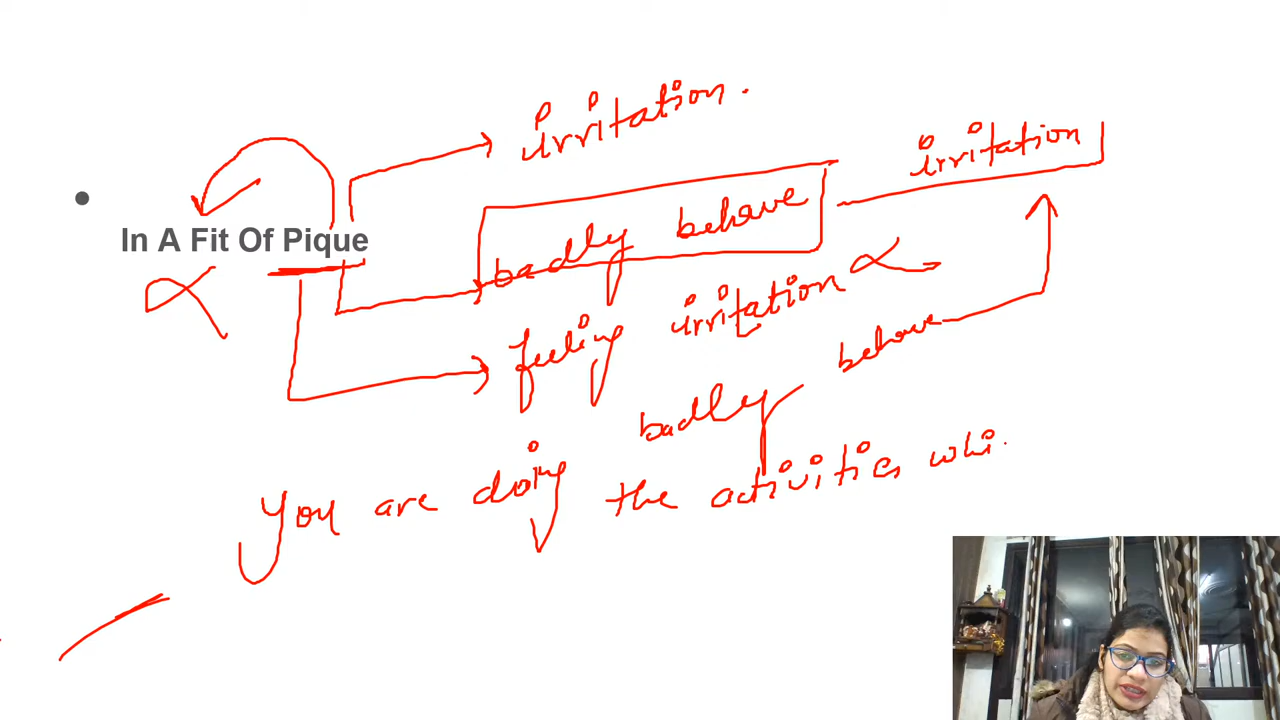 irritation.
irritation
badly behave
In A Fit Of Pique
feeling irritation
badly behave
You are doing the activities whi